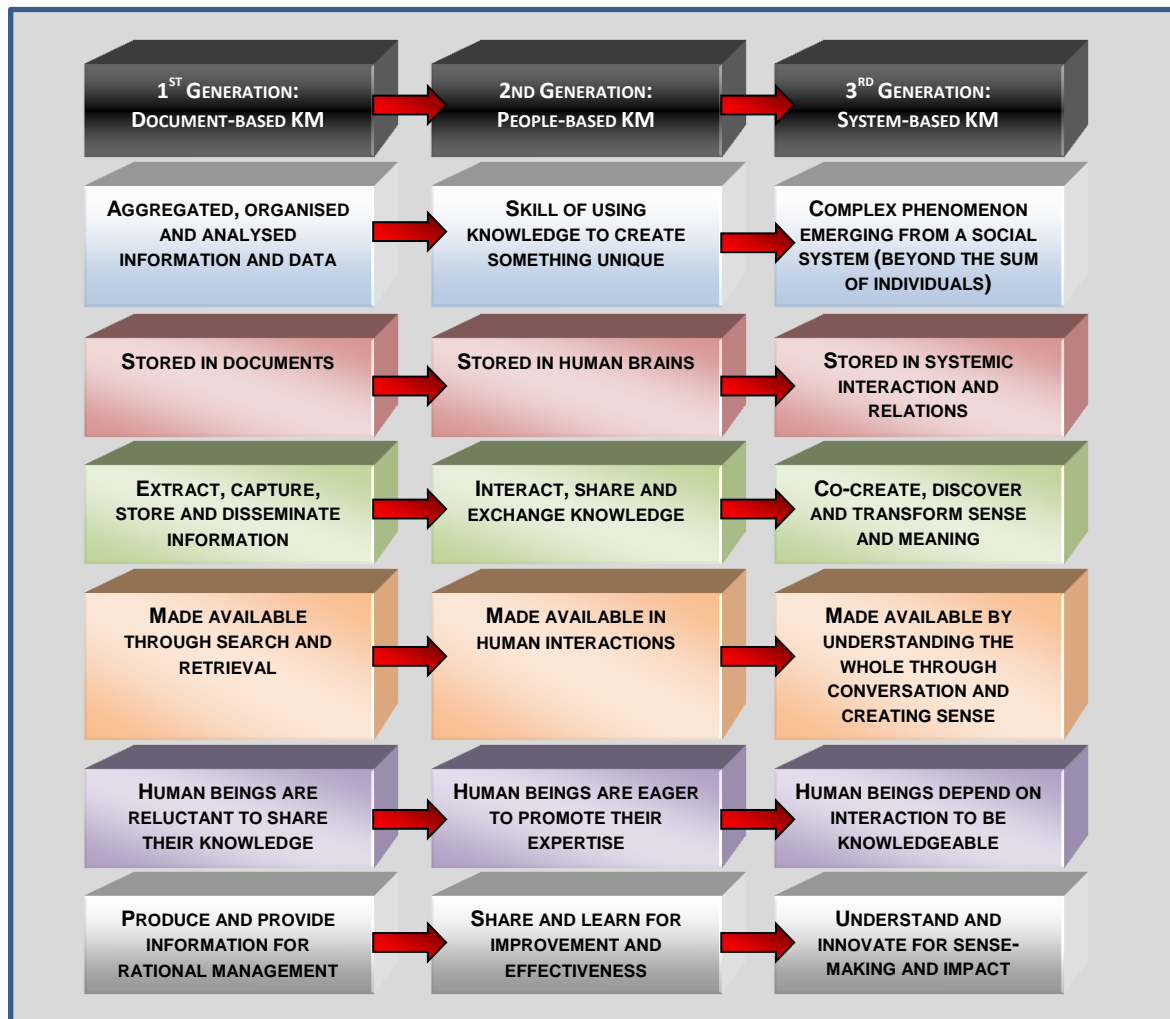 1ST GENERATION:
DOCUMENT-BASED KM
2ND GENERATION:
PEOPLE-BASED KM
3RD GENERATION:
SYSTEM-BASED KM
AGGREGATED, ORGANISED
AND ANALYSED
INFORMATION AND DATA
SKILL OF USING
KNOWLEDGE TO CREATE
SOMETHING UNIQUE
COMPLEX PHENOMENON
EMERGING FROM A SOCIAL
SYSTEM (BEYOND THE SUM
OF INDIVIDUALS)
STORED IN DOCUMENTS
STORED IN HUMAN BRAINS
STORED IN SYSTEMIC
INTERACTION AND
RELATIONS
EXTRACT, CAPTURE,
STORE AND DISSEMINATE
INFORMATION
INTERACT, SHARE AND
EXCHANGE KNOWLEDGE
CO-CREATE, DISCOVER
AND TRANSFORM SENSE
AND MEANING
MADE AVAILABLE
THROUGH SEARCH AND
RETRIEVAL
MADE AVAILABLE IN
HUMAN INTERACTIONS
MADE AVAILABLE BY
UNDERSTANDING THE
WHOLE THROUGH
CONVERSATION AND
CREATING SENSE
HUMAN BEINGS ARE
RELUCTANT TO SHARE
THEIR KNOWLEDGE
HUMAN BEINGS ARE EAGER
TO PROMOTE THEIR
EXPERTISE
HUMAN BEINGS DEPEND ON
INTERACTION TO BE
KNOWLEDGEABLE
PRODUCE AND PROVIDE
INFORMATION FOR
RATIONAL MANAGEMENT
SHARE AND LEARN FOR
IMPROVEMENT AND
EFFECTIVENESS
UNDERSTAND AND
INNOVATE FOR SENSE-
MAKING AND IMPACT